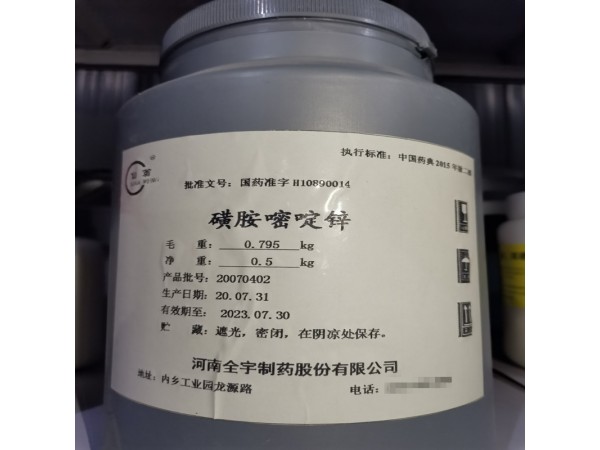 执行标准：中国药典2015年第二部
批准文号：国药准字H10890014
磺胺嘧啶锌
毛 重： 0.795 kg
净 重： 0.5 kg
产品批号：20070402
生产日期：20.07.31
有效期至： 2023.07.30
贮 藏：遮光，密闭，在阴凉处保存。
河南全宇制药股份有限公司
地址：内乡工业园龙源路
电话：